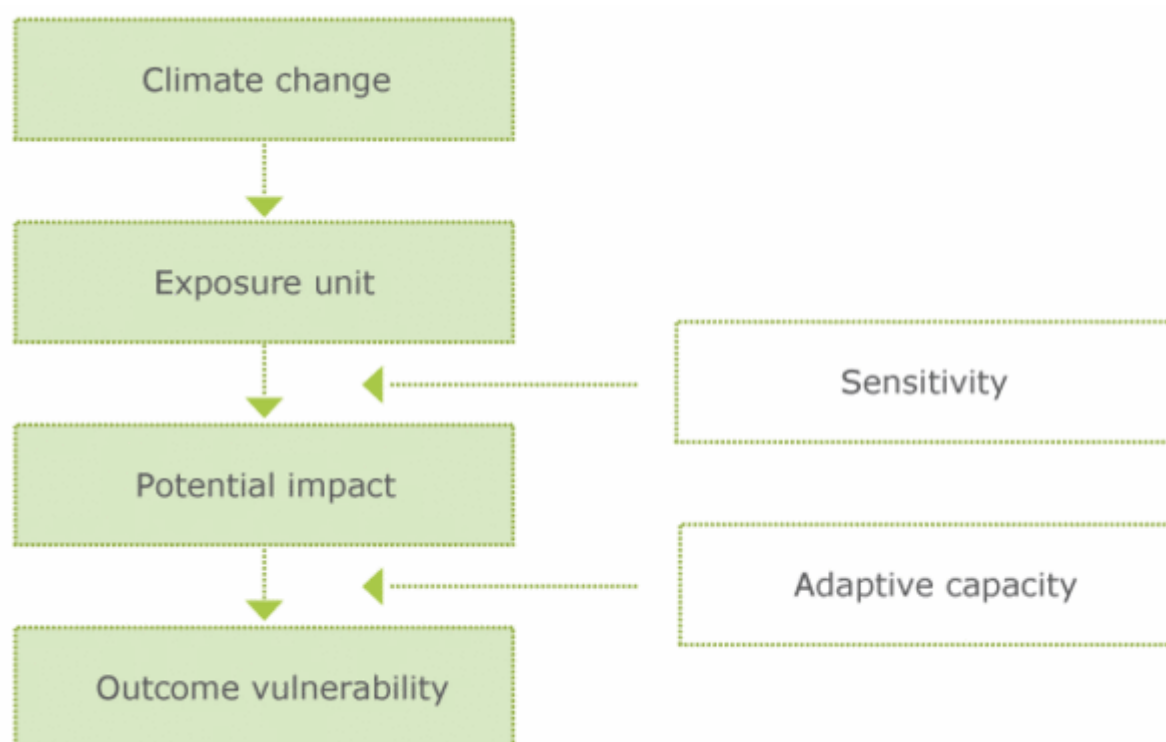 Climate change
Exposure unit
Sensitivity
Potential impact
Adaptive capacity
Outcome vulnerability